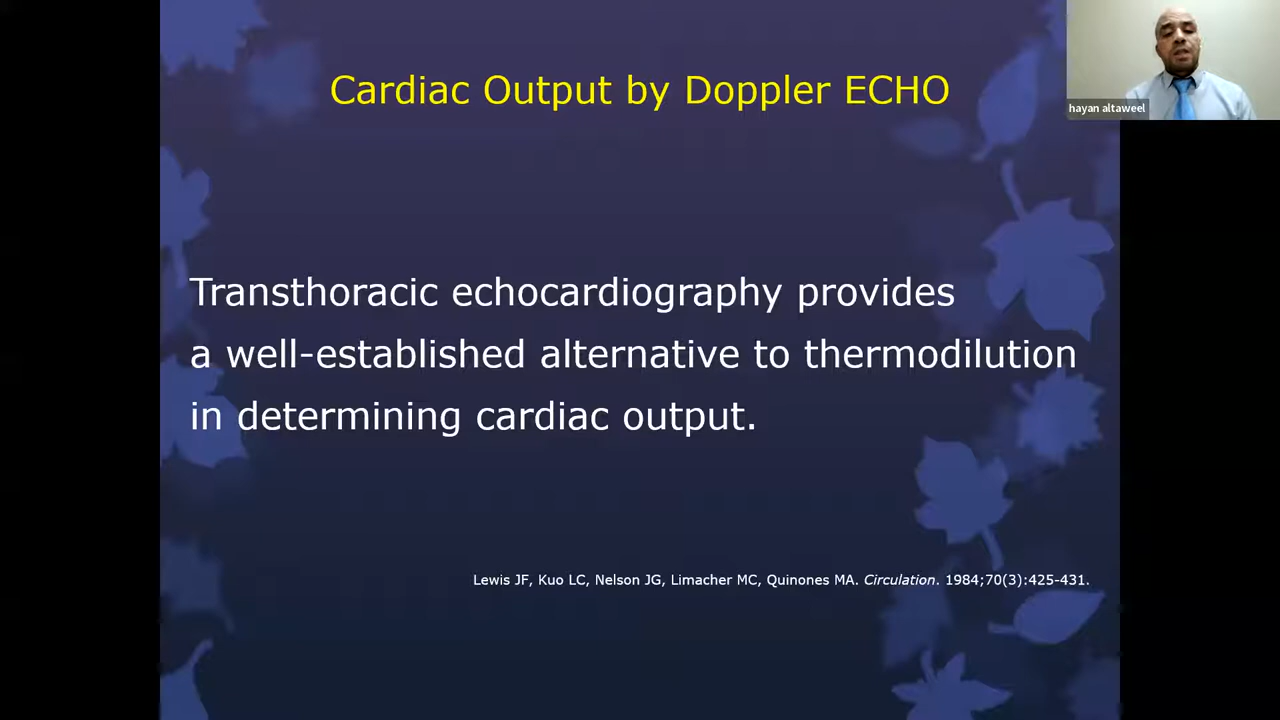 Cardiac Output by Doppler ECHO
hayan altaweel
Transthoracic echocardiography provides
a well-established alternative to thermodilution
in determining cardiac output.
Lewis JF, Kuo LC, Nelson JG, Limacher MC, Quinones MA. Circulation. 1984;70(3):425-431.